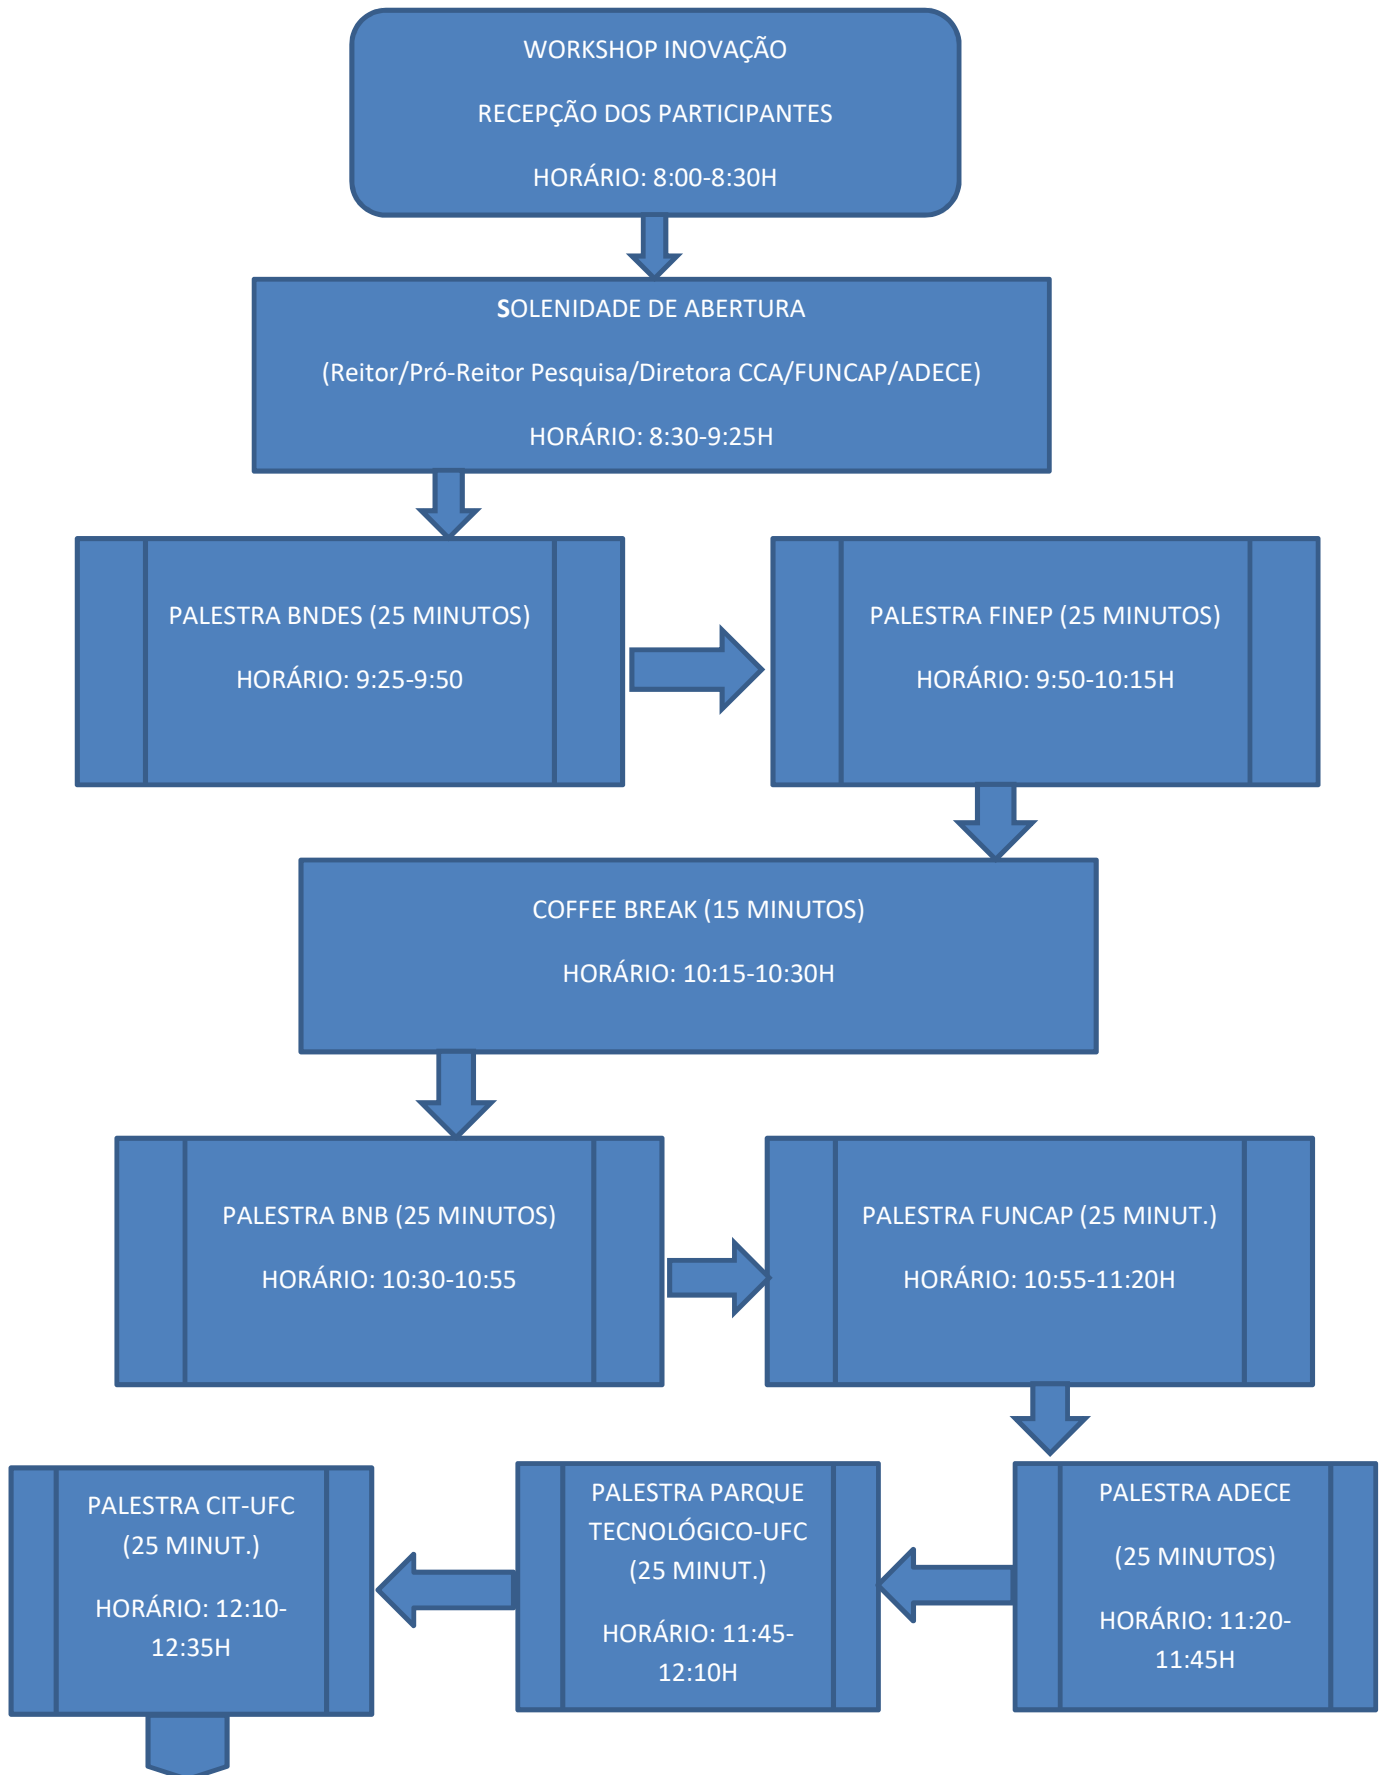 WORKSHOP INOVAÇÃO
RECEPÇÃO DOS PARTICIPANTES
HORÁRIO: 8:00-8:30H
SOLENIDADE DE ABERTURA
(Reitor/Pró-Reitor Pesquisa/Diretora CCA/FUNCAP/ADECE)
HORÁRIO: 8:30-9:25H
PALESTRA BNDES (25 MINUTOS)
HORÁRIO: 9:25-9:50
PALESTRA FINEP (25 MINUTOS)
HORÁRIO: 9:50-10:15H
COFFEE BREAK (15 MINUTOS)
HORÁRIO: 10:15-10:30H
PALESTRA BNB (25 MINUTOS)
HORÁRIO: 10:30-10:55
PALESTRA FUNCAP (25 MINUT.)
HORÁRIO: 10:55-11:20H
PALESTRA ADECE
(25 MINUTOS)
HORÁRIO: 11:20-
11:45H
PALESTRA PARQUE
TECNOLÓGICO-UFC
(25 MINUT.)
HORÁRIO: 11:45-
12:10H
PALESTRA CIT-UFC
(25 MINUT.)
HORÁRIO: 12:10-
12:35H